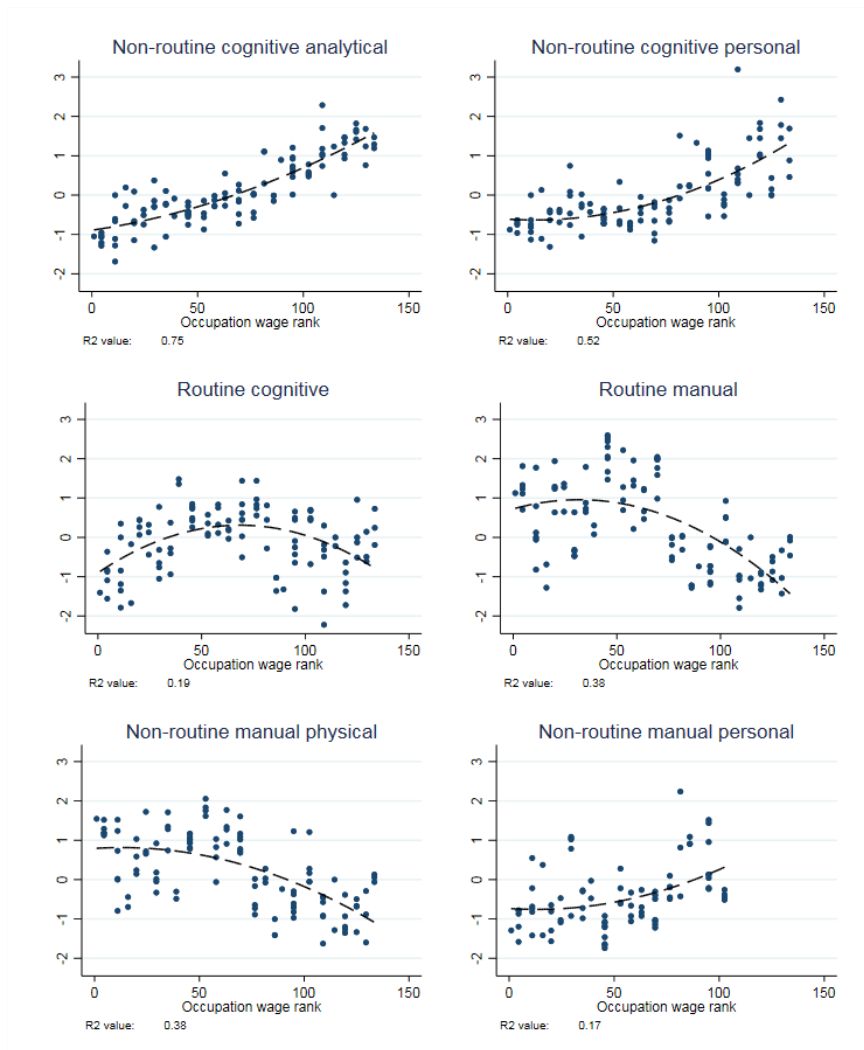 Non-routine cognitive analytical
3
2
1
0
-1
-2
0 50 100 150
Occupation wage rank
R2 value: 0.75
Non-routine cognitive personal
3
2
1
0
-1
-2
0 50 100 150
Occupation wage rank
R2 value: 0.52
Routine cognitive
3
2
1
0
-1
-2
0 50 100 150
Occupation wage rank
R2 value: 0.19
Routine manual
3
2
1
0
-1
-2
0 50 100 150
Occupation wage rank
R2 value: 0.38
Non-routine manual physical
3
2
1
0
-1
-2
0 50 100 150
Occupation wage rank
R2 value: 0.38
Non-routine manual personal
3
2
1
0
-1
-2
0 50 100 150
Occupation wage rank
R2 value: 0.17